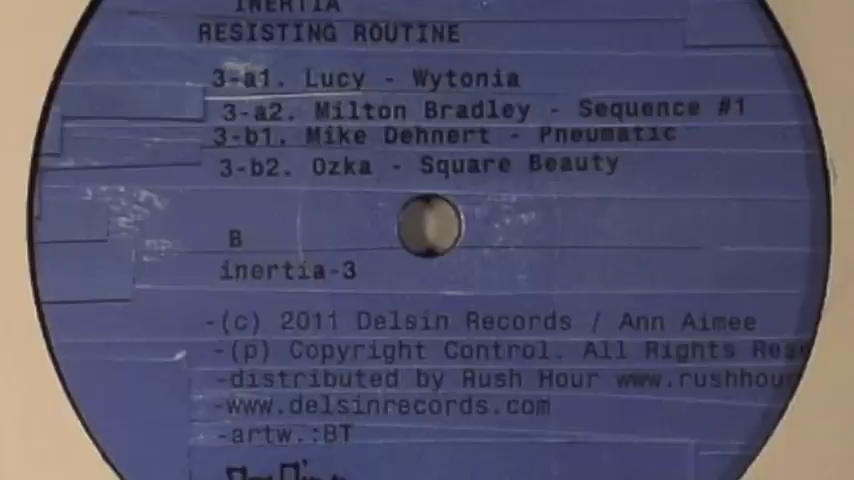 INERTIA
RESISTING ROUTINE
3-a1. Lucy - Wytonia
3-a2. Milton Bradley - Sequence #1
3-b1. Mike Dehnert - Pneumatic
3-b2. Ozka - Square Beauty
B
inertia-3
-(c) 2011 Delsin Records / Ann Aimee
-(p) Copyright Control. All Rights
-distributed by Rush Hour www.rushhour
-www.delsinrecords.com
-artw.:BT